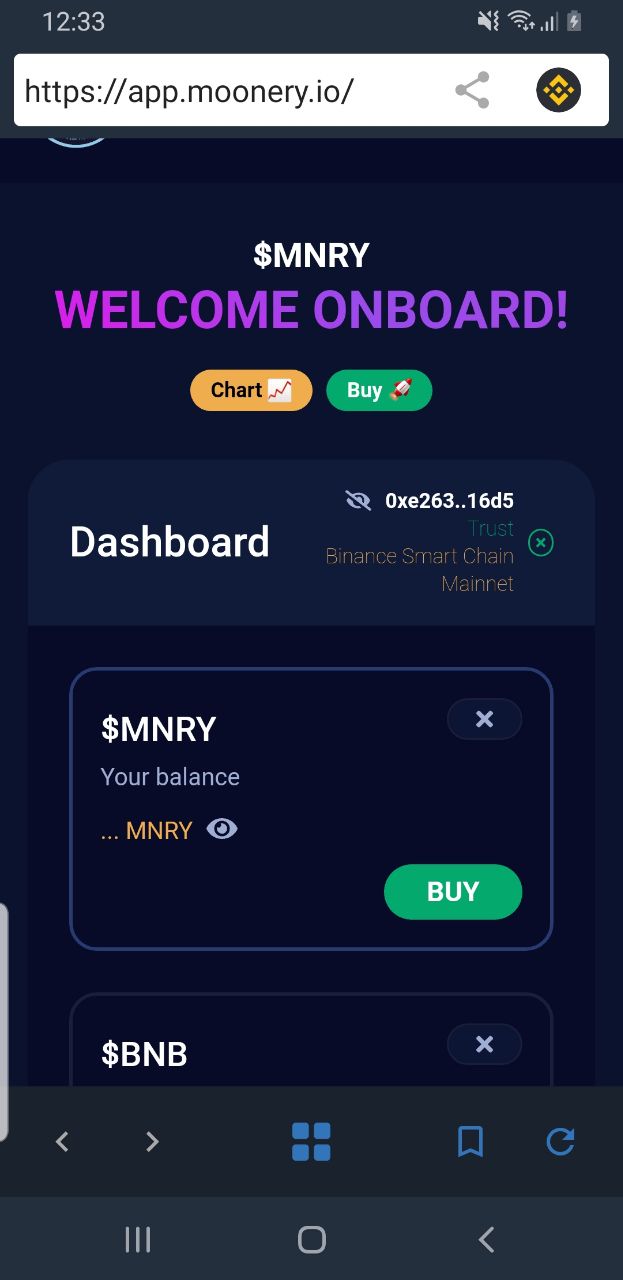 12:33
https://app.moonery.io/
$MNRY
WELCOME ONBOARD!
Chart
Buy
0xe263..16d5
Trust
Dashboard
Binance Smart Chain
Mainnet
$MNRY
Your balance
... MNRY
BUY
$BNB